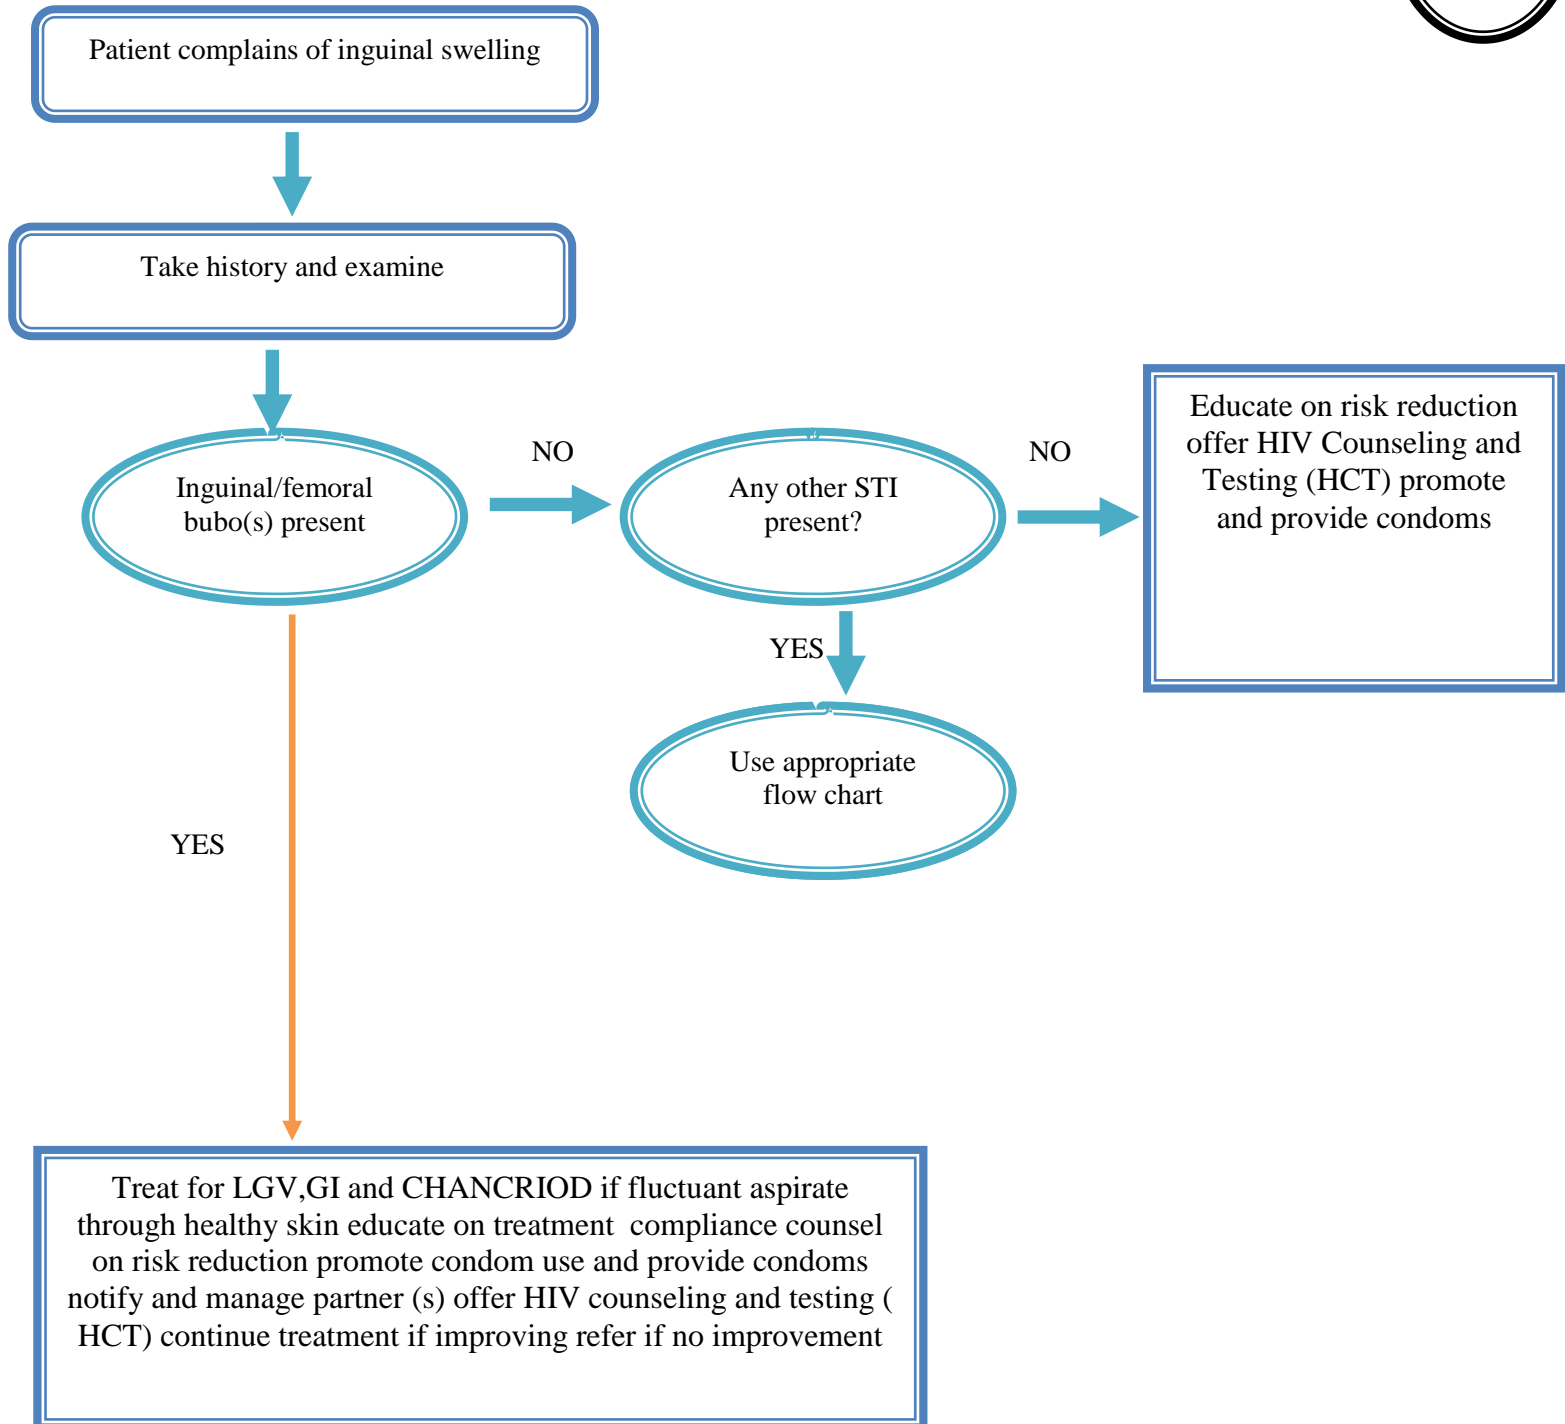 Patient complains of inguinal swelling
Take history and examine
Inguinal/femoral
bubo(s) present
NO
Any other STI
present?
NO
Educate on risk reduction
offer HIV Counseling and
Testing (HCT) promote
and provide condoms
YES
Use appropriate
flow chart
YES
Treat for LGV,GI and CHANCRIOD if fluctuant aspirate
through healthy skin educate on treatment compliance counsel
on risk reduction promote condom use and provide condoms
notify and manage partner (s) offer HIV counseling and testing (
HCT) continue treatment if improving refer if no improvement